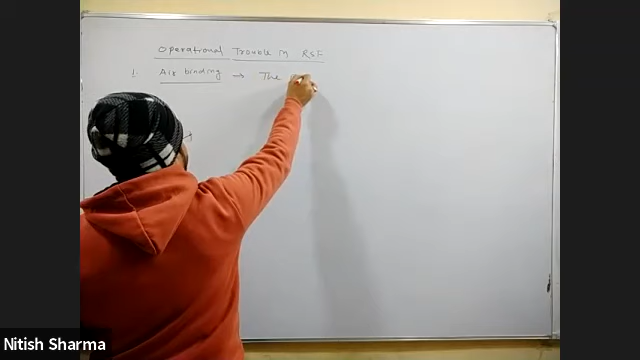 Operational Trouble in RSF
1. Air binding → The
Nitish Sharma